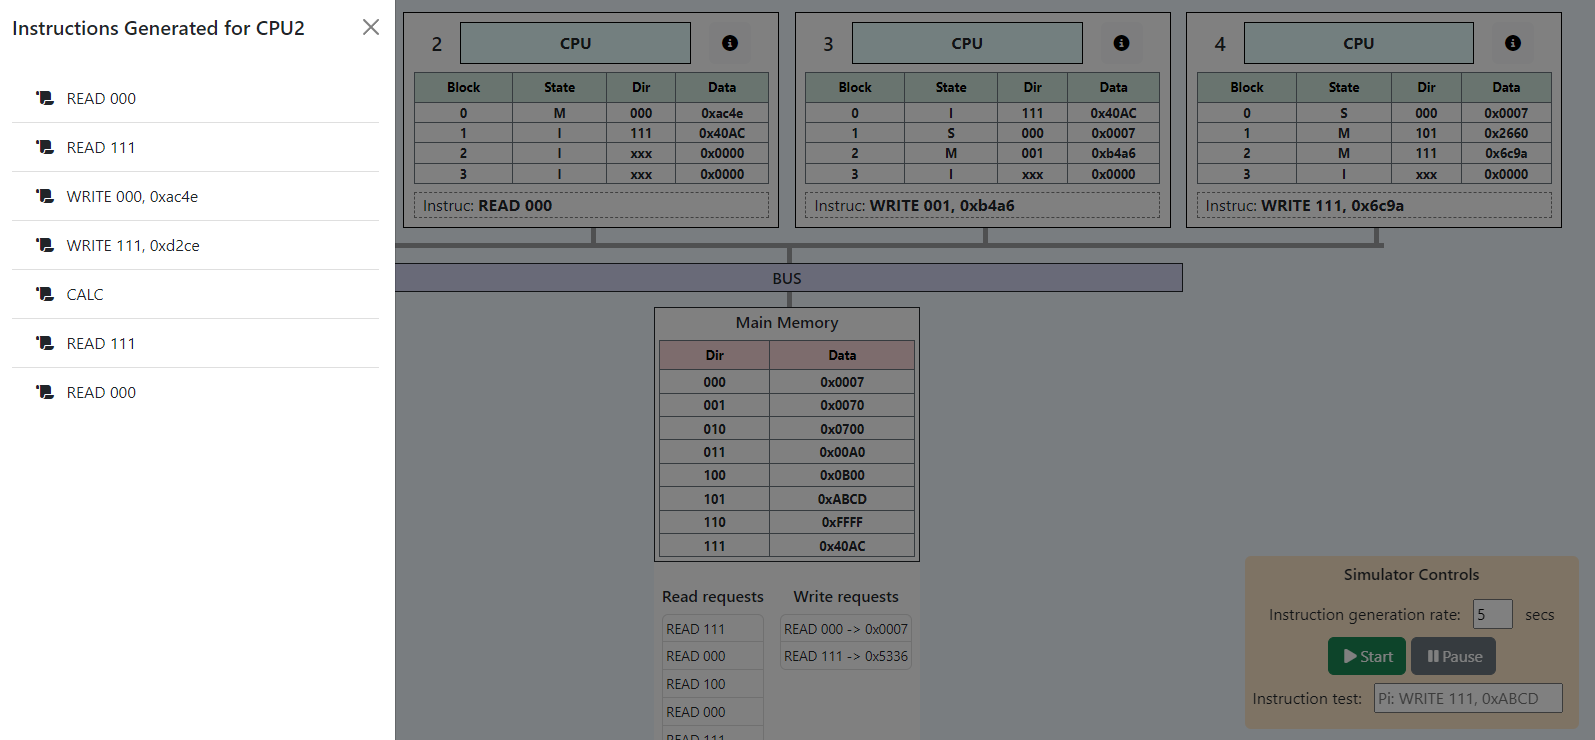 Instructions Generated for CPU2
READ 000
READ 111
WRITE 000, 0xac4e
WRITE 111, 0xd2ce
CALC
READ 111
READ 000
2 CPU
Block State Dir Data
0 M 000 0xac4e
1 I 111 0x40AC
2 I xxx 0x0000
3 I xxx 0x0000
Instruc: READ 000
3 CPU
Block State Dir Data
0 I 111 0x40AC
1 S 000 0x0007
2 M 001 0xb4a6
3 I xxx 0x0000
Instruc: WRITE 001, 0xb4a6
4 CPU
Block State Dir Data
0 S 000 0x0007
1 M 101 0x2660
2 M 111 0x6c9a
3 I xxx 0x0000
Instruc: WRITE 111, 0x6c9a
BUS
Main Memory
Dir Data
000 0x0007
001 0x0070
010 0x0700
011 0x00A0
100 0x0B00
101 0xABCD
110 0xFFFF
111 0x40AC
Read requests
READ 111
READ 000
READ 100
READ 000
READ 111
Write requests
READ 000 -> 0x0007
READ 111 -> 0x5336
Simulator Controls
Instruction generation rate: 5 secs
Start Pause
Instruction test: Pi: WRITE 111, 0xABCD